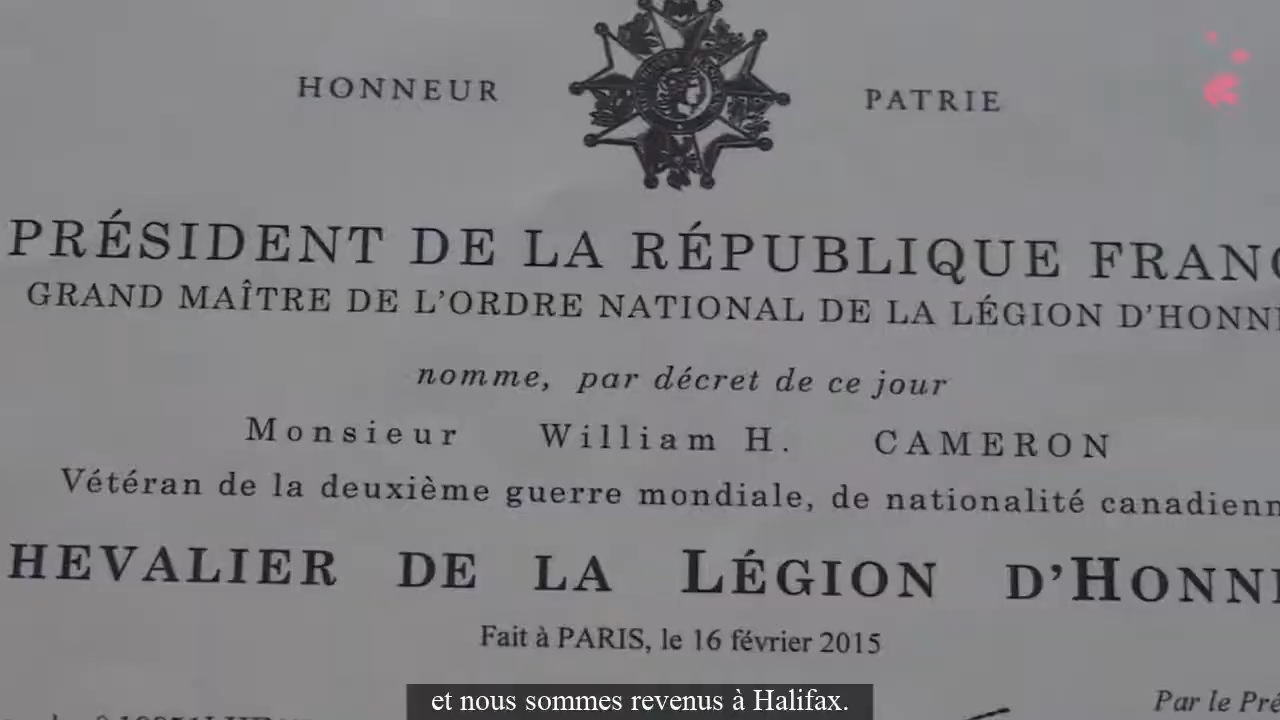 HONNEUR PATRIE
PRÉSIDENT DE LA RÉPUBLIQUE FRANÇ
GRAND MAÎTRE DE L'ORDRE NATIONAL DE LA LÉGION D'HONN
nomme, par décret de ce jour
Monsieur William H. CAMERON
Vétéran de la deuxième guerre mondiale, de nationalité canadienn
HEVALIER DE LA LÉGION D'HONN
Fait à PARIS, le 16 février 2015
Par le Pré
et nous sommes revenus à Halifax.